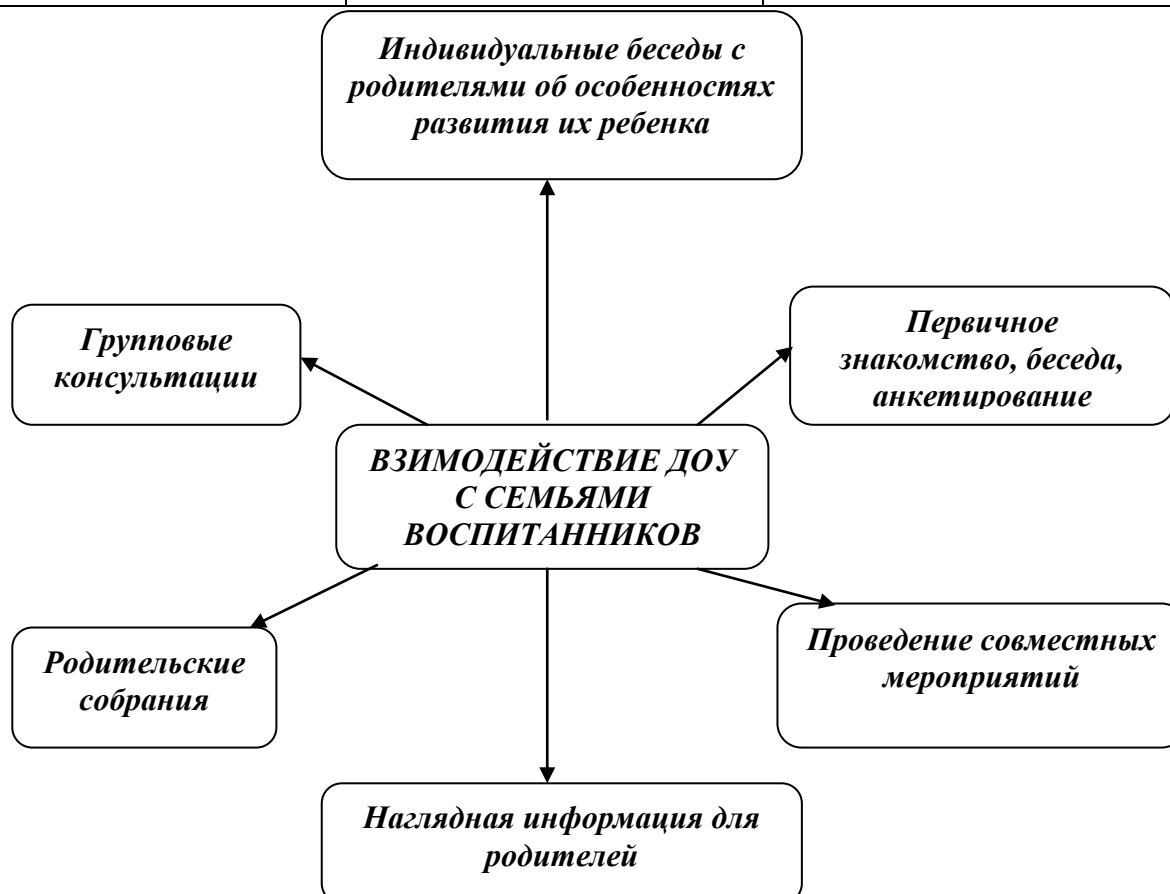 Индивидуальные беседы с
родителями об особенностях
развития их ребенка
Групповые
консультации
Первичное
знакомство, беседа,
анкетирование
ВЗИМОДЕЙСТВИЕ ДОУ
С СЕМЬЯМИ
ВОСПИТАННИКОВ
Родительские
собрания
Проведение совместных
мероприятий
Наглядная информация для
родителей